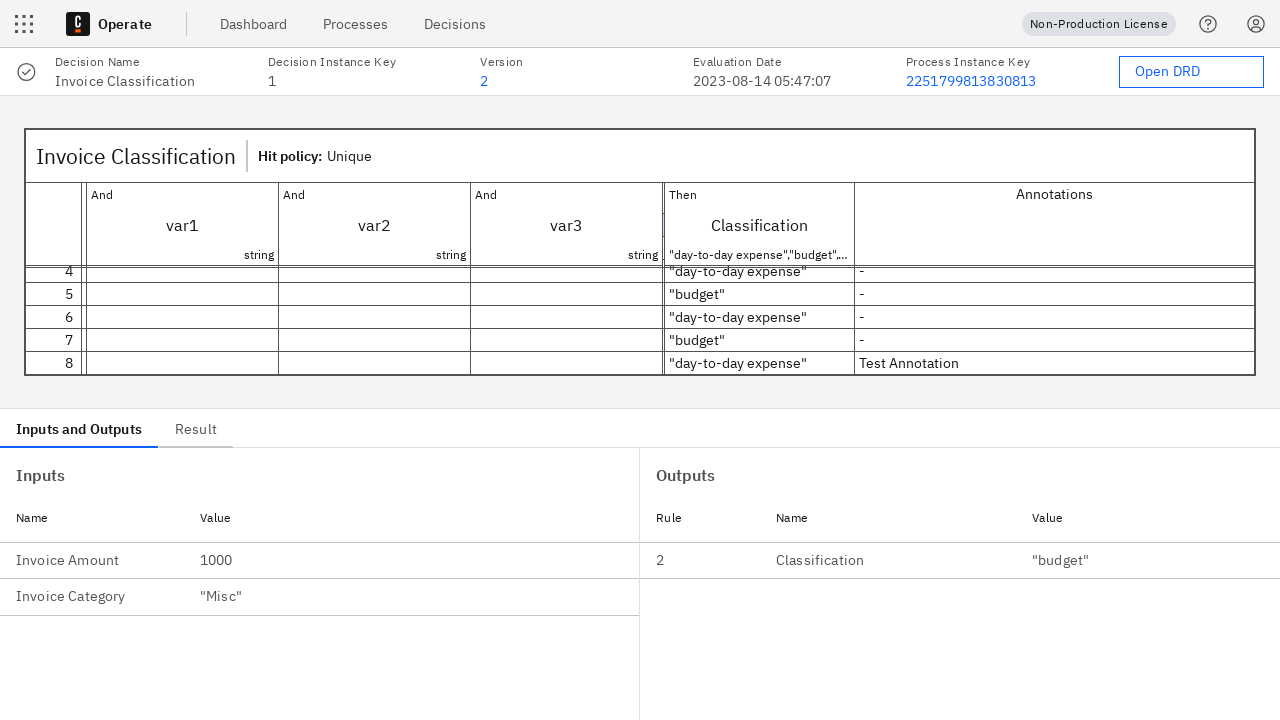 Operate
Dashboard
Processes
Decisions
Non-Production License
Decision Name
Invoice Classification
Decision Instance Key
1
Version
2
Evaluation Date
2023-08-14 05:47:07
Process Instance Key
2251799813830813
Open DRD
Invoice Classification
Hit policy: Unique
And
var1
string
And
var2
string
And
var3
string
Then
Classification
"day-to-day expense","budget",...
Annotations
4 "day-to-day expense" -
5 "budget" -
6 "day-to-day expense" -
7 "budget" -
8 "day-to-day expense" Test Annotation
Inputs and Outputs
Result
Inputs
Name Value
Invoice Amount 1000
Invoice Category "Misc"
Outputs
Rule Name Value
2 Classification "budget"